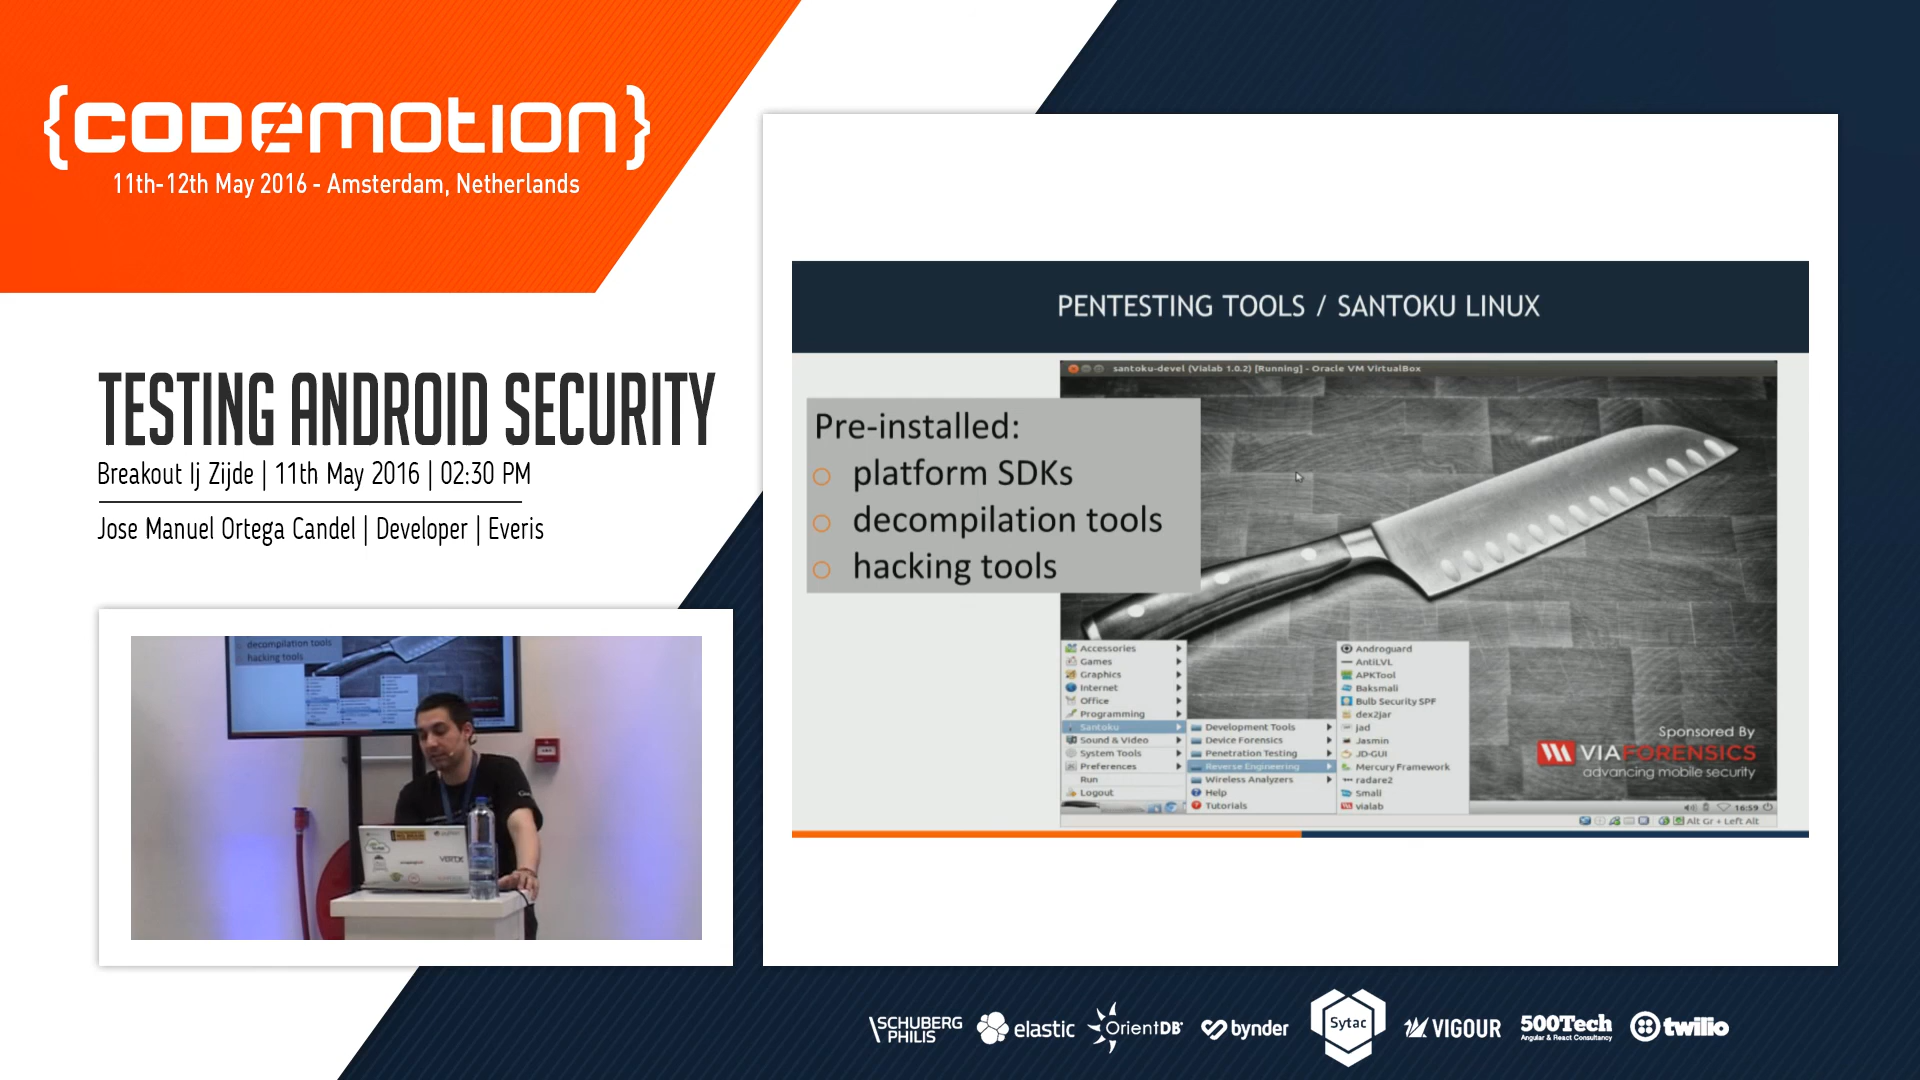 {codemotion}
11th-12th May 2016 - Amsterdam, Netherlands
TESTING ANDROID SECURITY
Breakout Ij Zijde | 11th May 2016 | 02:30 PM
Jose Manuel Ortega Candel | Developer | Everis
decompilation tools
hacking tools
PENTESTING TOOLS / SANTOKU LINUX
santoku-devel (Vialab 1.0.2) [Running] - Oracle VM VirtualBox
Pre-installed:
platform SDKs
decompilation tools
hacking tools
Accessories
Games
Graphics
Internet
Office
Programming
Santoku
Sound & Video
System Tools
Preferences
Run
Logout
Development Tools
Device Forensics
Penetration Testing
Reverse Engineering
Wireless Analyzers
Help
Tutorials
Androguard
AntiLVL
APKTool
Baksmali
Bulb Security SPF
dex2jar
jad
Jasmin
JD-GUI
Mercury Framework
radare2
Smali
vialab
Sponsored By
VIAFORENSICS
advancing mobile security
16:59
Alt Gr + Left Alt
SCHUBERG
PHILIS
elastic
OrientDB
bynder
Sytac
VIGOUR
500Tech
Angular & React Consultancy
twilio